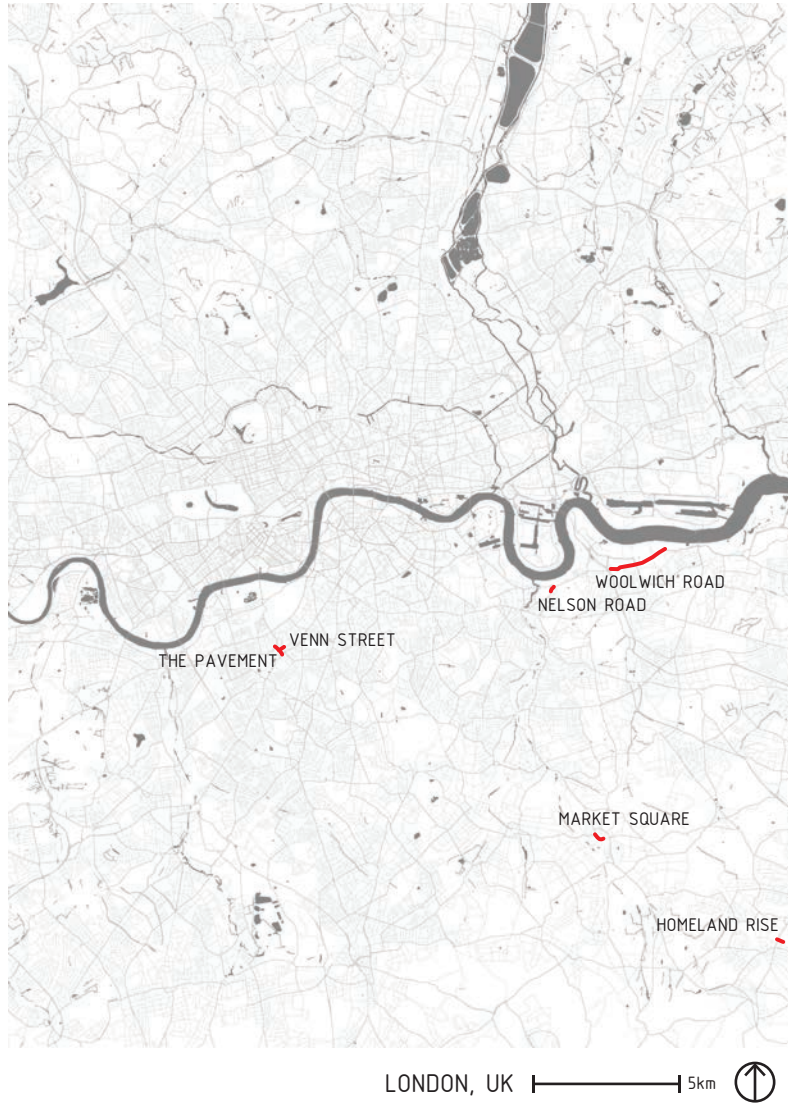 WOOLWICH ROAD
NELSON ROAD
VENN STREET
THE PAVEMENT
MARKET SQUARE
HOMELAND RISE
LONDON, UK
5km